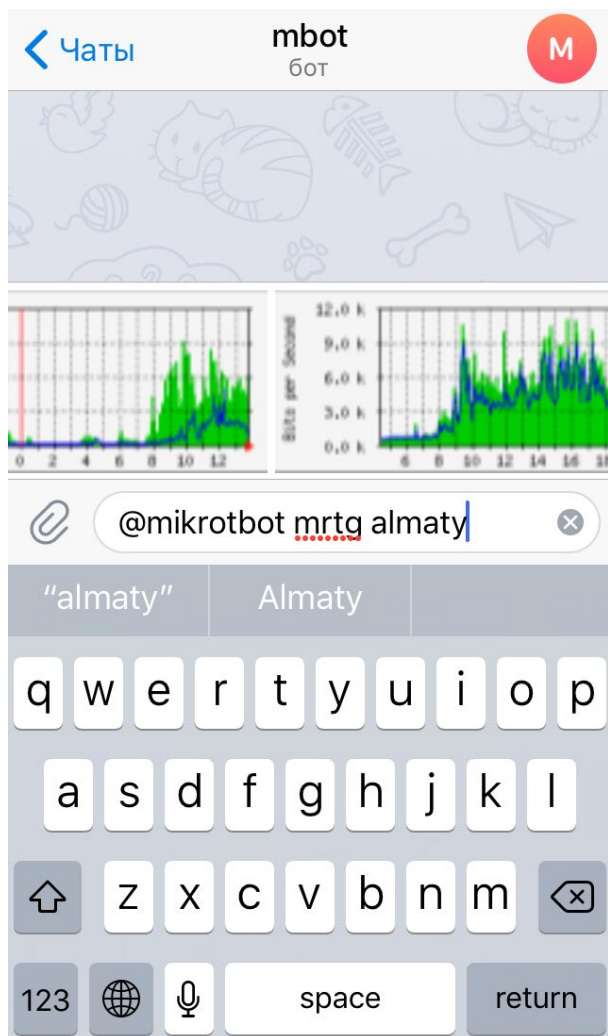 Чаты
mbot
бот
M
Bits per Second
12,0 k
9,0 k
6,0 k
3,0 k
0,0 k
0 2 4 6 8 10 12
6 8 10 12 14 16
@mikrotbot mrtg almaty
“almaty” Almaty
q w e r t y u i o p
a s d f g h j k l
z x c v b n m
123 space return